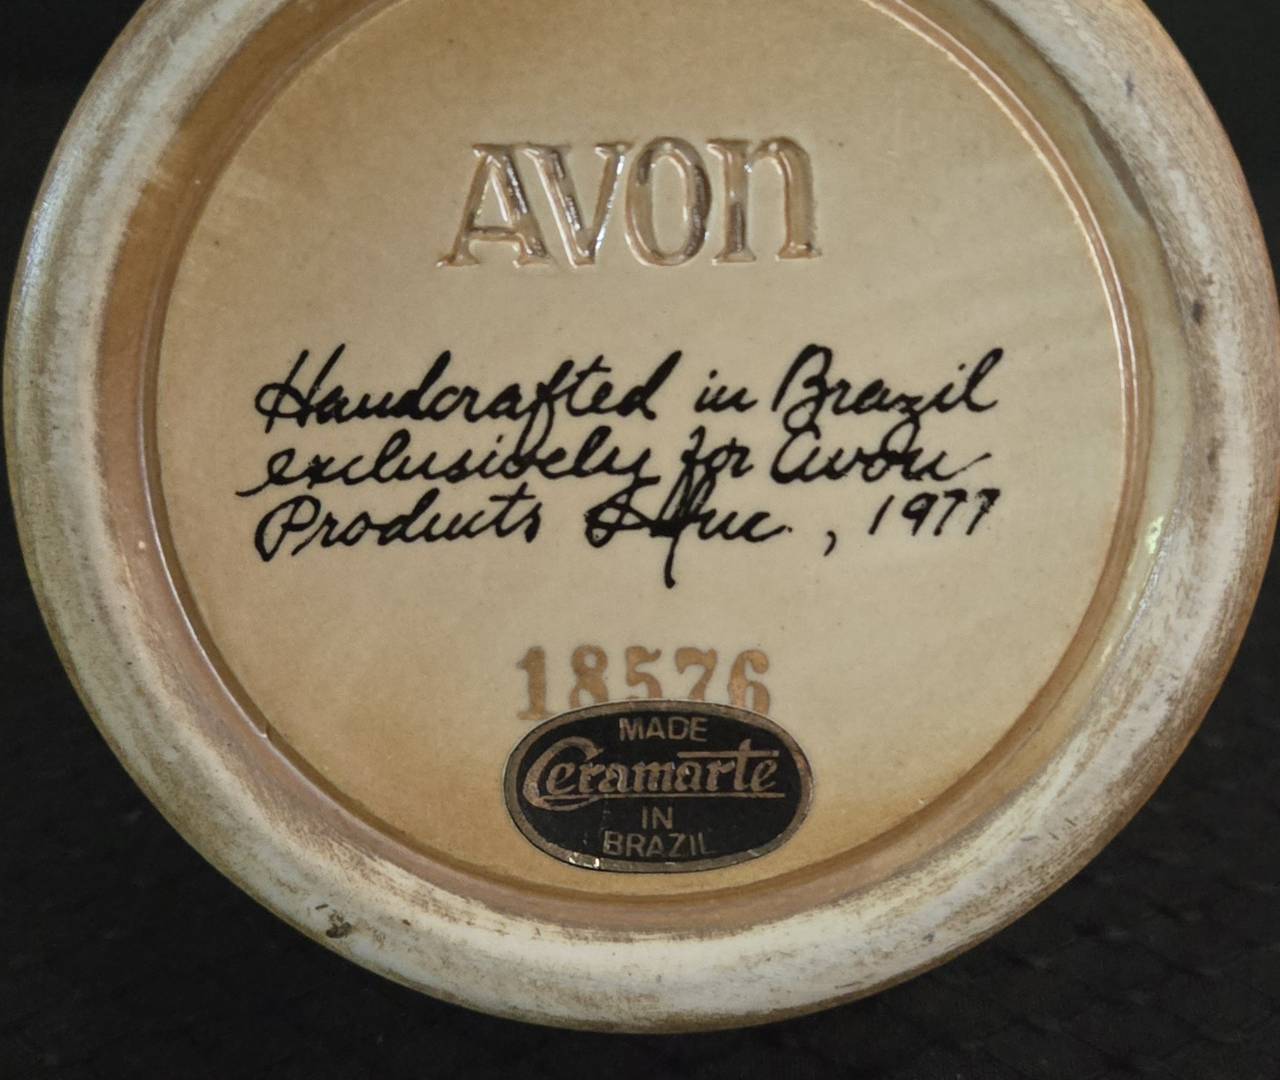 AVON
Handcrafted in Brazil
exclusively for Avon
Products Inc., 1977
18576
MADE
Ceramarte
IN
BRAZIL